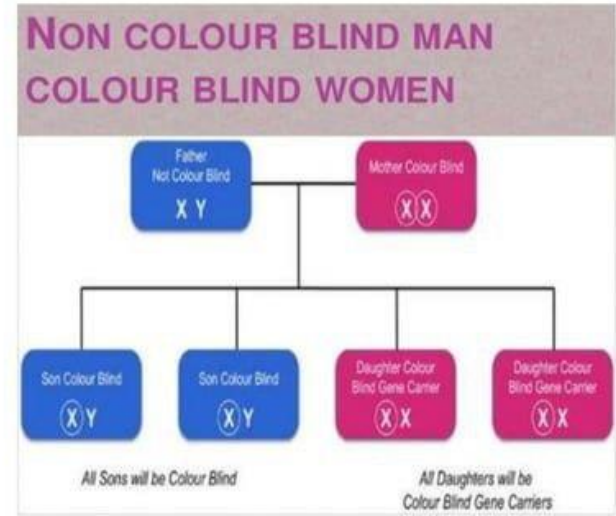 NON COLOUR BLIND MAN
COLOUR BLIND WOMEN
Father
Not Colour Blind
X Y
Mother Colour Blind
X X
Son Colour Blind
X Y
Son Colour Blind
X Y
Daughter Colour
Blind Gene Carrier
X X
Daughter Colour
Blind Gene Carrier
X X
All Sons will be Colour Blind
All Daughters will be
Colour Blind Gene Carriers